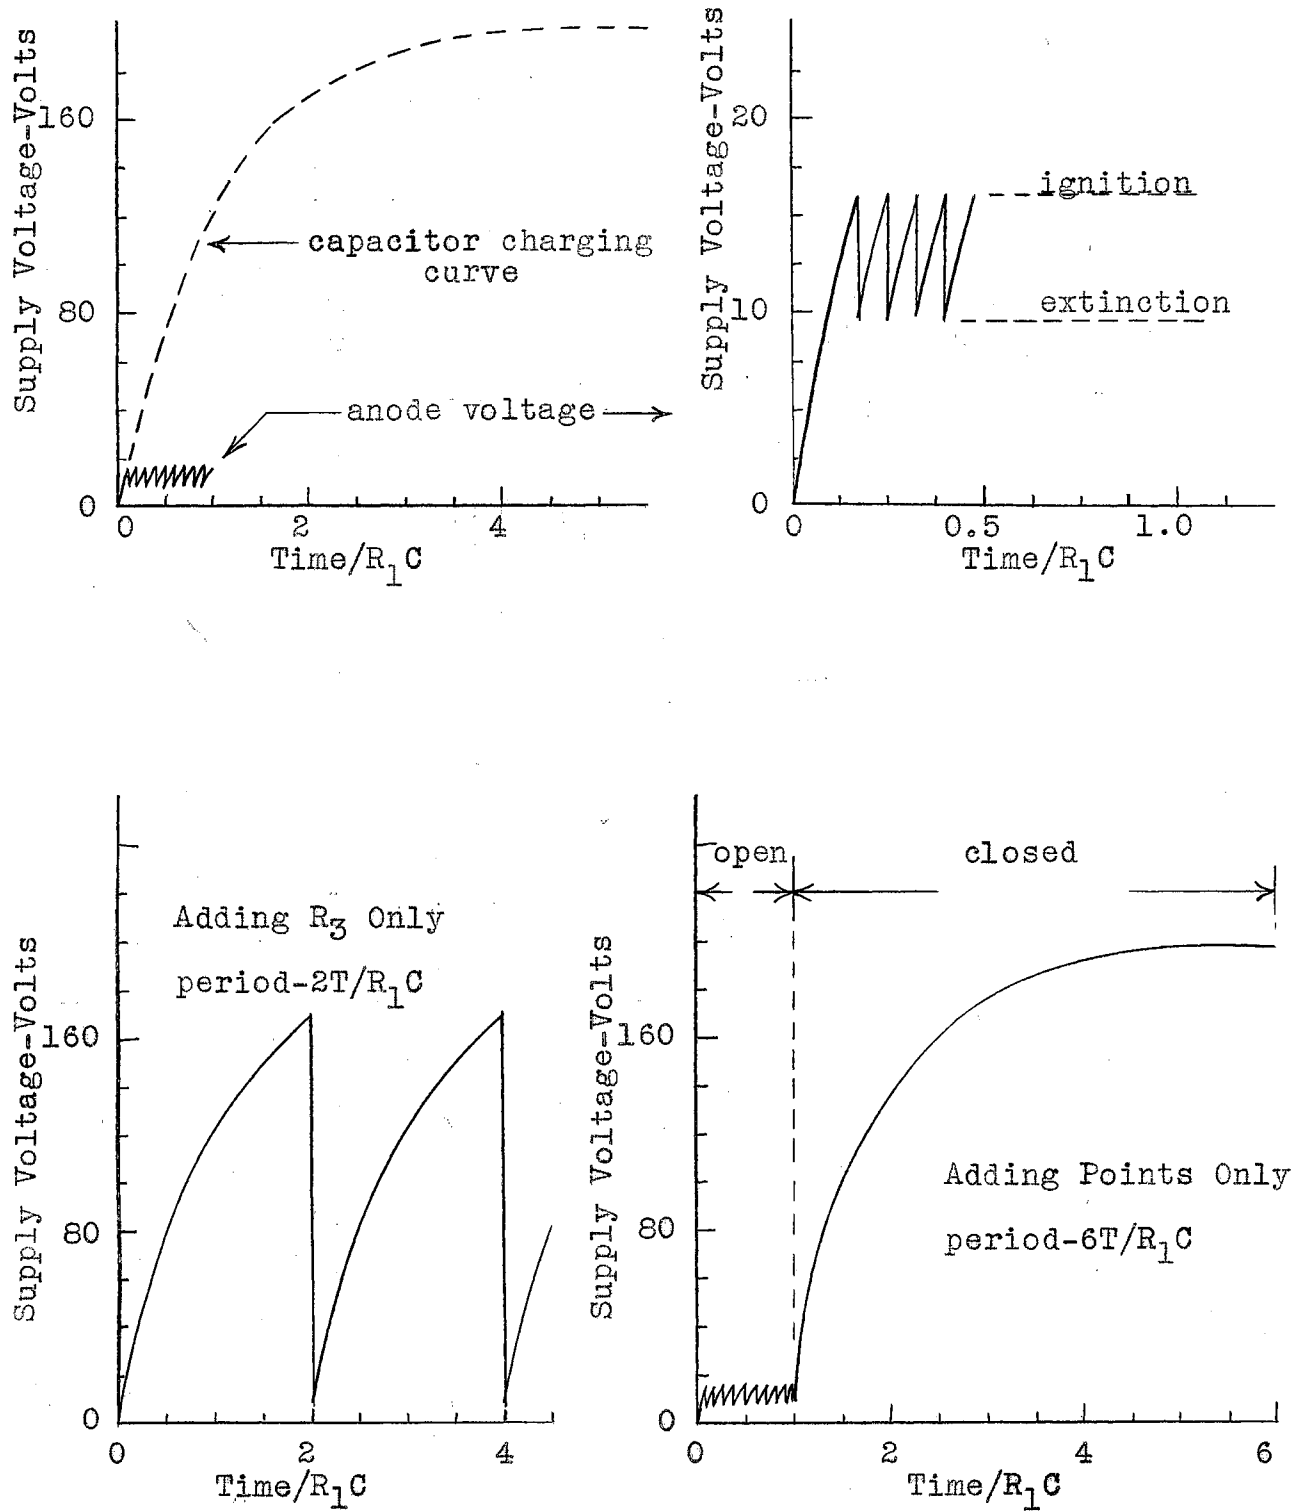 Supply Voltage-Volts
160
80
0
capacitor charging
curve
anode voltage
0 2 4
Time/R₁C
Supply Voltage-Volts
20
10
0
ignition
extinction
0 0.5 1.0
Time/R₁C
Supply Voltage-Volts
Adding R₃ Only
period-2T/R₁C
160
80
0
0 2 4
Time/R₁C
Supply Voltage-Volts
open closed
160
80
0
Adding Points Only
period-6T/R₁C
0 2 4 6
Time/R₁C